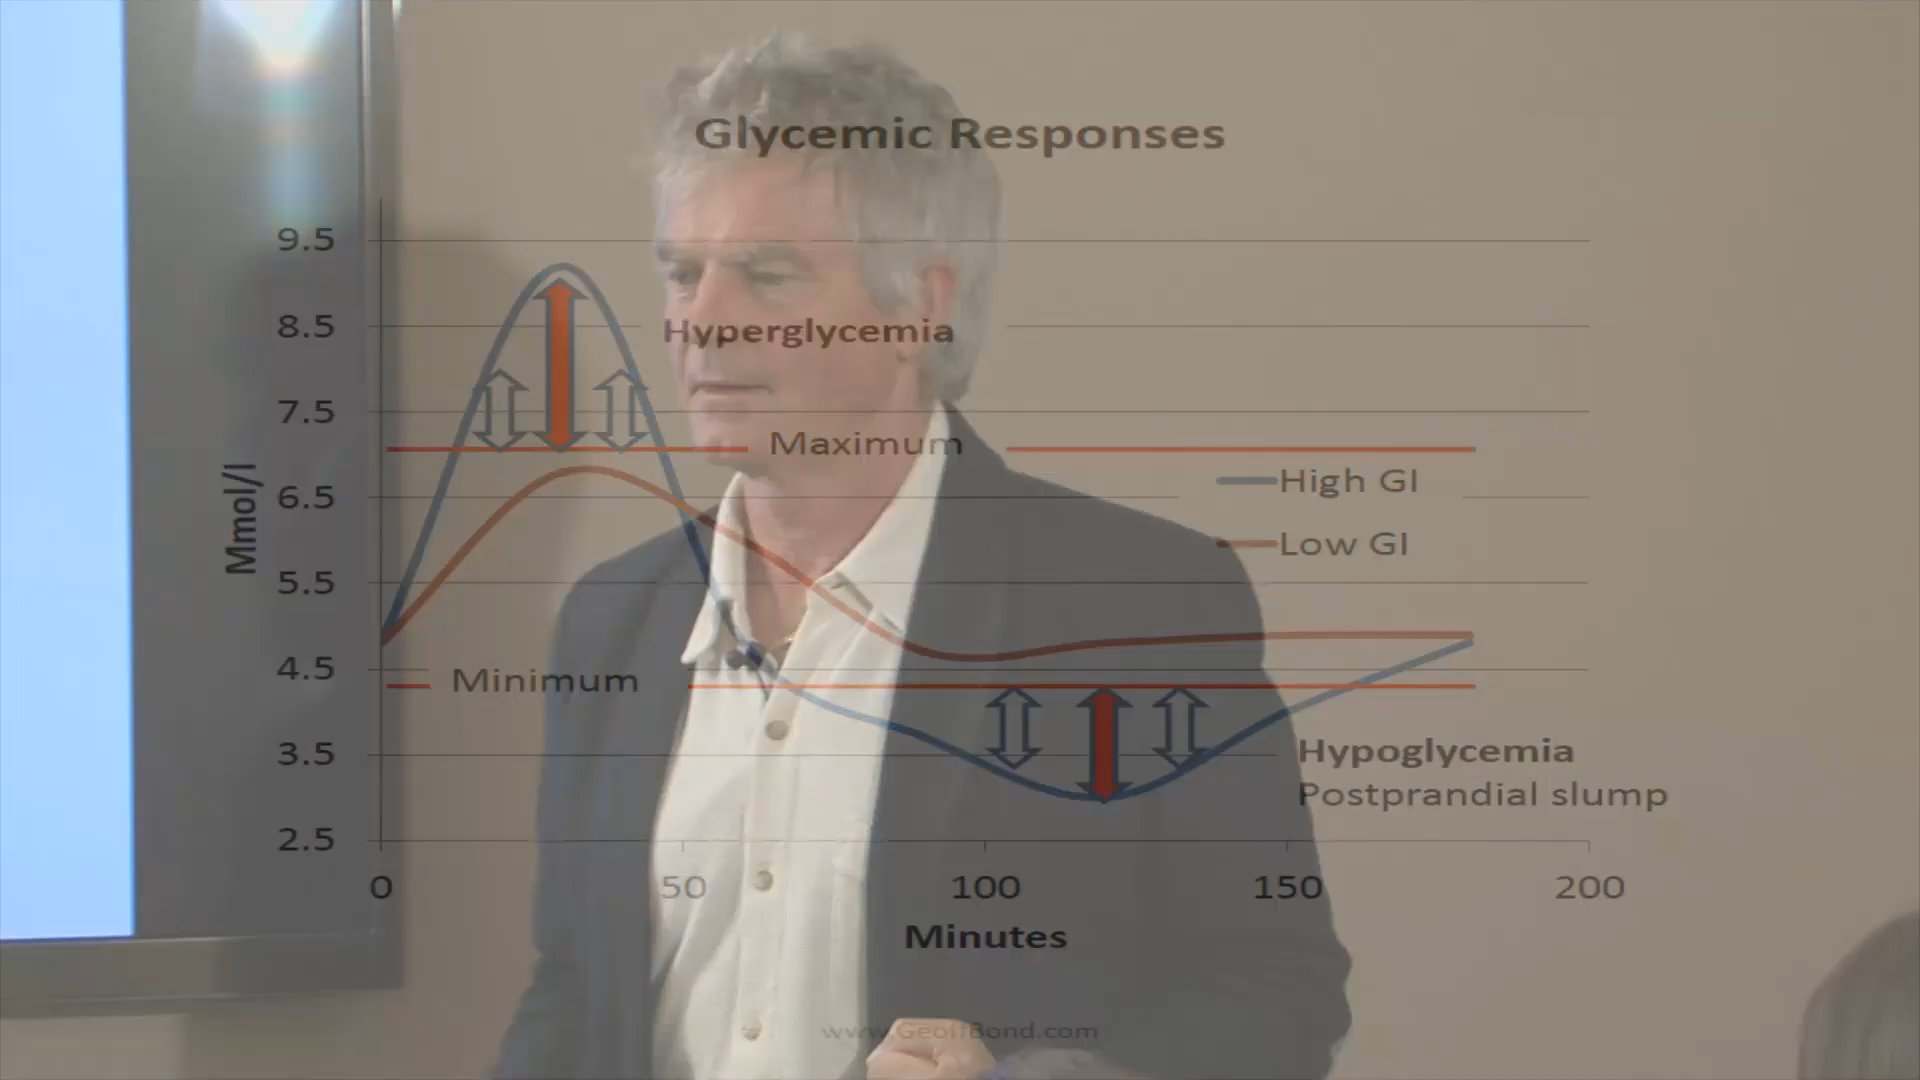 Glycemic Responses
9.5
8.5
7.5
6.5
5.5
4.5
3.5
2.5
Mmol/l
Hyperglycemia
Maximum
High GI
Low GI
Minimum
Hypoglycemia
Postprandial slump
0 50 100 150 200
Minutes
www.GeoffBond.com